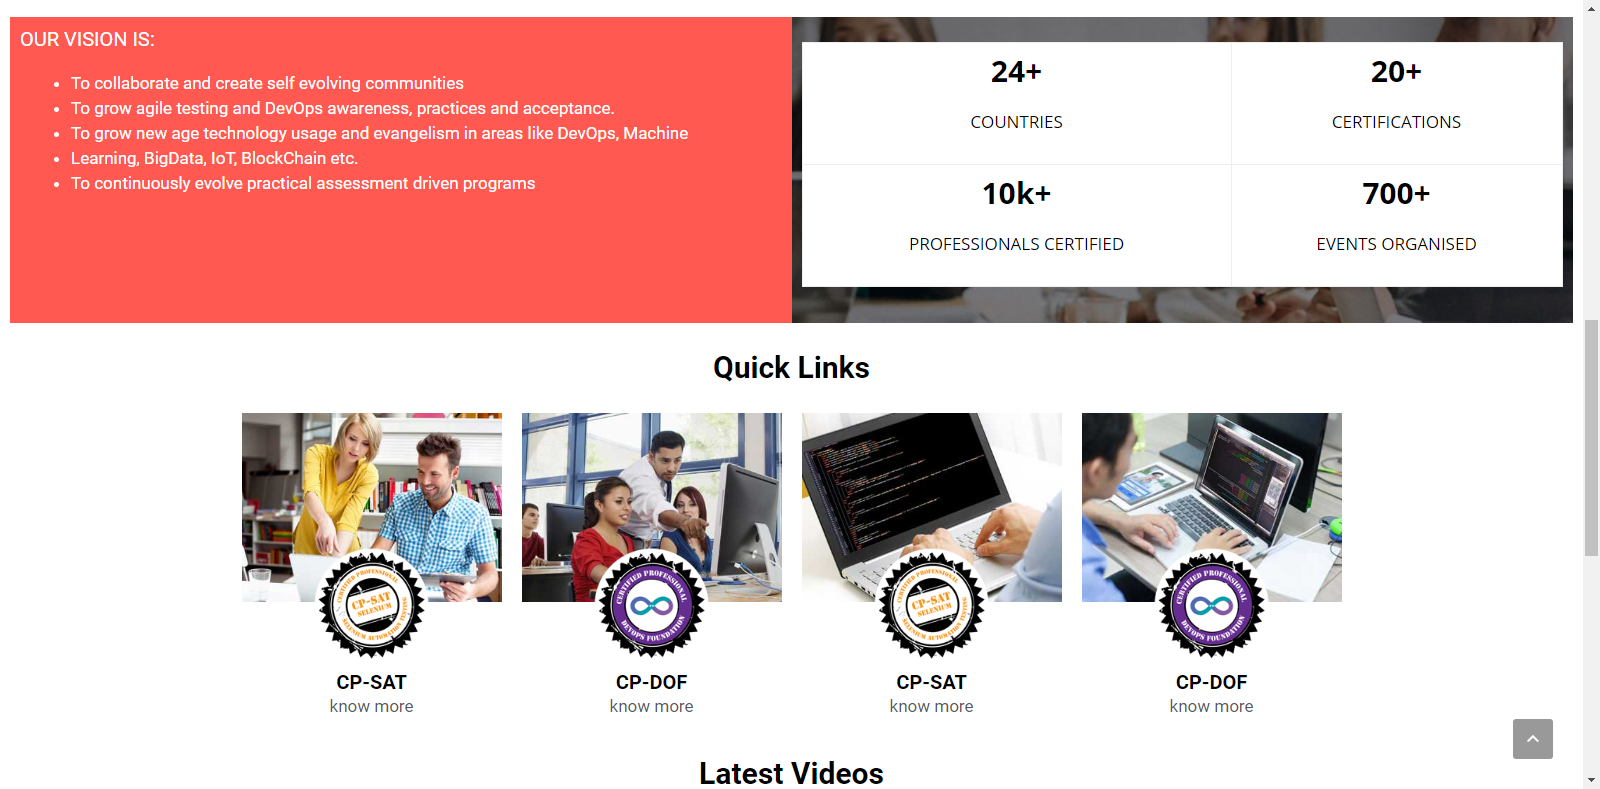 OUR VISION IS:
To collaborate and create self evolving communities
To grow agile testing and DevOps awareness, practices and acceptance.
To grow new age technology usage and evangelism in areas like DevOps, Machine
Learning, BigData, IoT, BlockChain etc.
To continuously evolve practical assessment driven programs
24+
COUNTRIES
20+
CERTIFICATIONS
10k+
PROFESSIONALS CERTIFIED
700+
EVENTS ORGANISED
Quick Links
CERTIFIED PROFESSIONAL
CP-SAT
SELENIUM
SELENIUM AUTOMATION TESTING
CERTIFIED PROFESSIONAL
DEVOPS FOUNDATION
CERTIFIED PROFESSIONAL
CP-SAT
SELENIUM
SELENIUM AUTOMATION TESTING
CERTIFIED PROFESSIONAL
DEVOPS FOUNDATION
CP-SAT
know more
CP-DOF
know more
CP-SAT
know more
CP-DOF
know more
Latest Videos